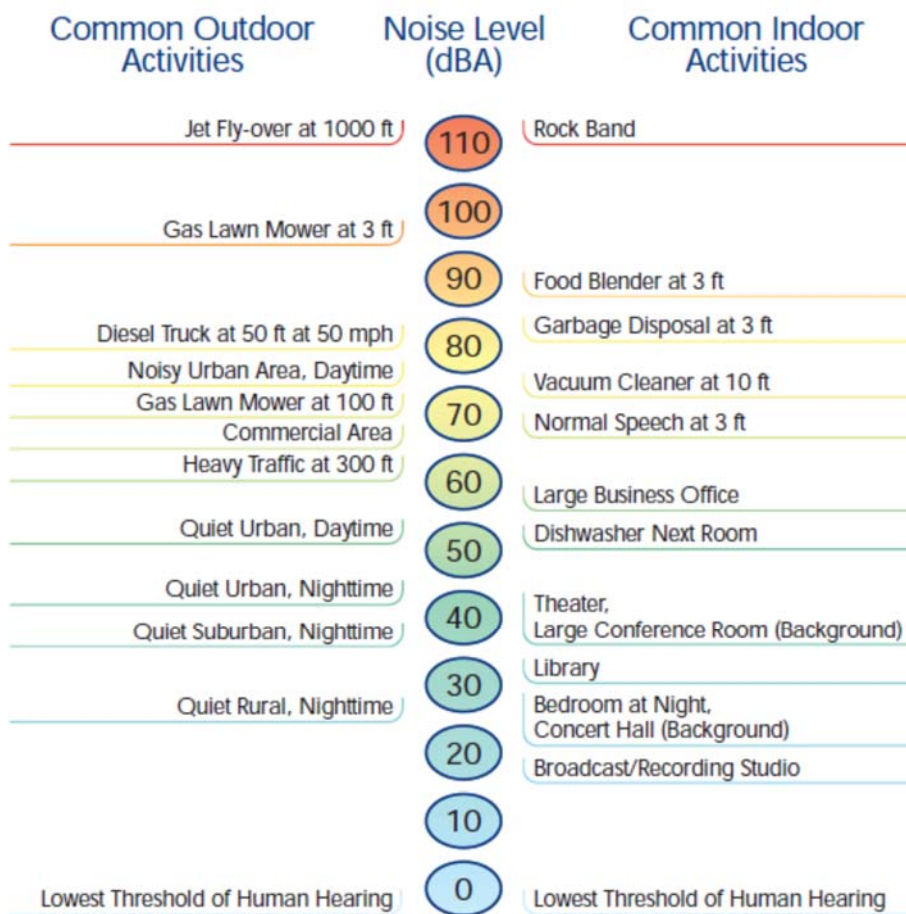 Common Outdoor
Activities
Noise Level
(dBA)
Common Indoor
Activities
Jet Fly-over at 1000 ft
110
Rock Band
100
Gas Lawn Mower at 3 ft
90
Food Blender at 3 ft
Diesel Truck at 50 ft at 50 mph
80
Garbage Disposal at 3 ft
Noisy Urban Area, Daytime
Vacuum Cleaner at 10 ft
Gas Lawn Mower at 100 ft
70
Normal Speech at 3 ft
Commercial Area
Heavy Traffic at 300 ft
60
Large Business Office
Quiet Urban, Daytime
Dishwasher Next Room
50
Quiet Urban, Nighttime
40
Theater,
Large Conference Room (Background)
Quiet Suburban, Nighttime
Library
30
Quiet Rural, Nighttime
Bedroom at Night,
Concert Hall (Background)
20
Broadcast/Recording Studio
10
Lowest Threshold of Human Hearing
0
Lowest Threshold of Human Hearing